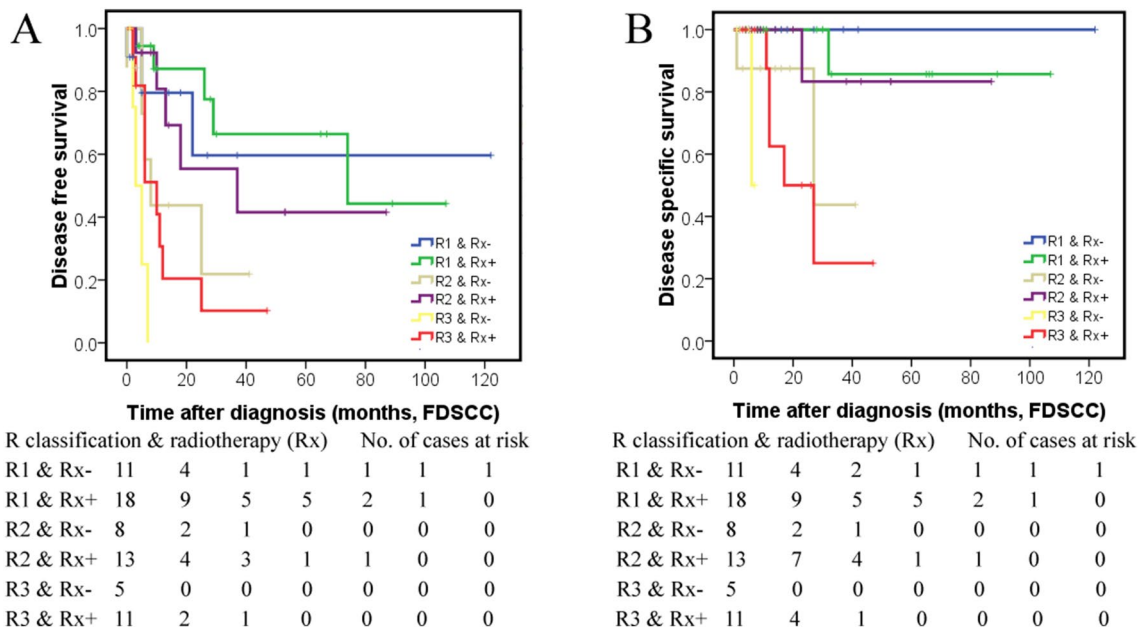 A
Disease free survival
1.0
0.8
0.6
0.4
0.2
0.0
R1 & Rx-
R1 & Rx+
R2 & Rx-
R2 & Rx+
R3 & Rx-
R3 & Rx+
0 20 40 60 80 100 120
Time after diagnosis (months, FDSCC)
R classification & radiotherapy (Rx) No. of cases at risk
R1 & Rx- 11 4 1 1 1 1 1
R1 & Rx+ 18 9 5 5 2 1 0
R2 & Rx- 8 2 1 0 0 0 0
R2 & Rx+ 13 4 3 1 1 0 0
R3 & Rx- 5 0 0 0 0 0 0
R3 & Rx+ 11 2 1 0 0 0 0
B
Disease specific survival
1.0
0.8
0.6
0.4
0.2
0.0
R1 & Rx-
R1 & Rx+
R2 & Rx-
R2 & Rx+
R3 & Rx-
R3 & Rx+
0 20 40 60 80 100 120
Time after diagnosis (months, FDSCC)
R classification & radiotherapy (Rx) No. of cases at risk
R1 & Rx- 11 4 2 1 1 1 1
R1 & Rx+ 18 9 5 5 2 1 0
R2 & Rx- 8 2 1 0 0 0 0
R2 & Rx+ 13 7 4 1 1 0 0
R3 & Rx- 5 0 0 0 0 0 0
R3 & Rx+ 11 4 1 0 0 0 0